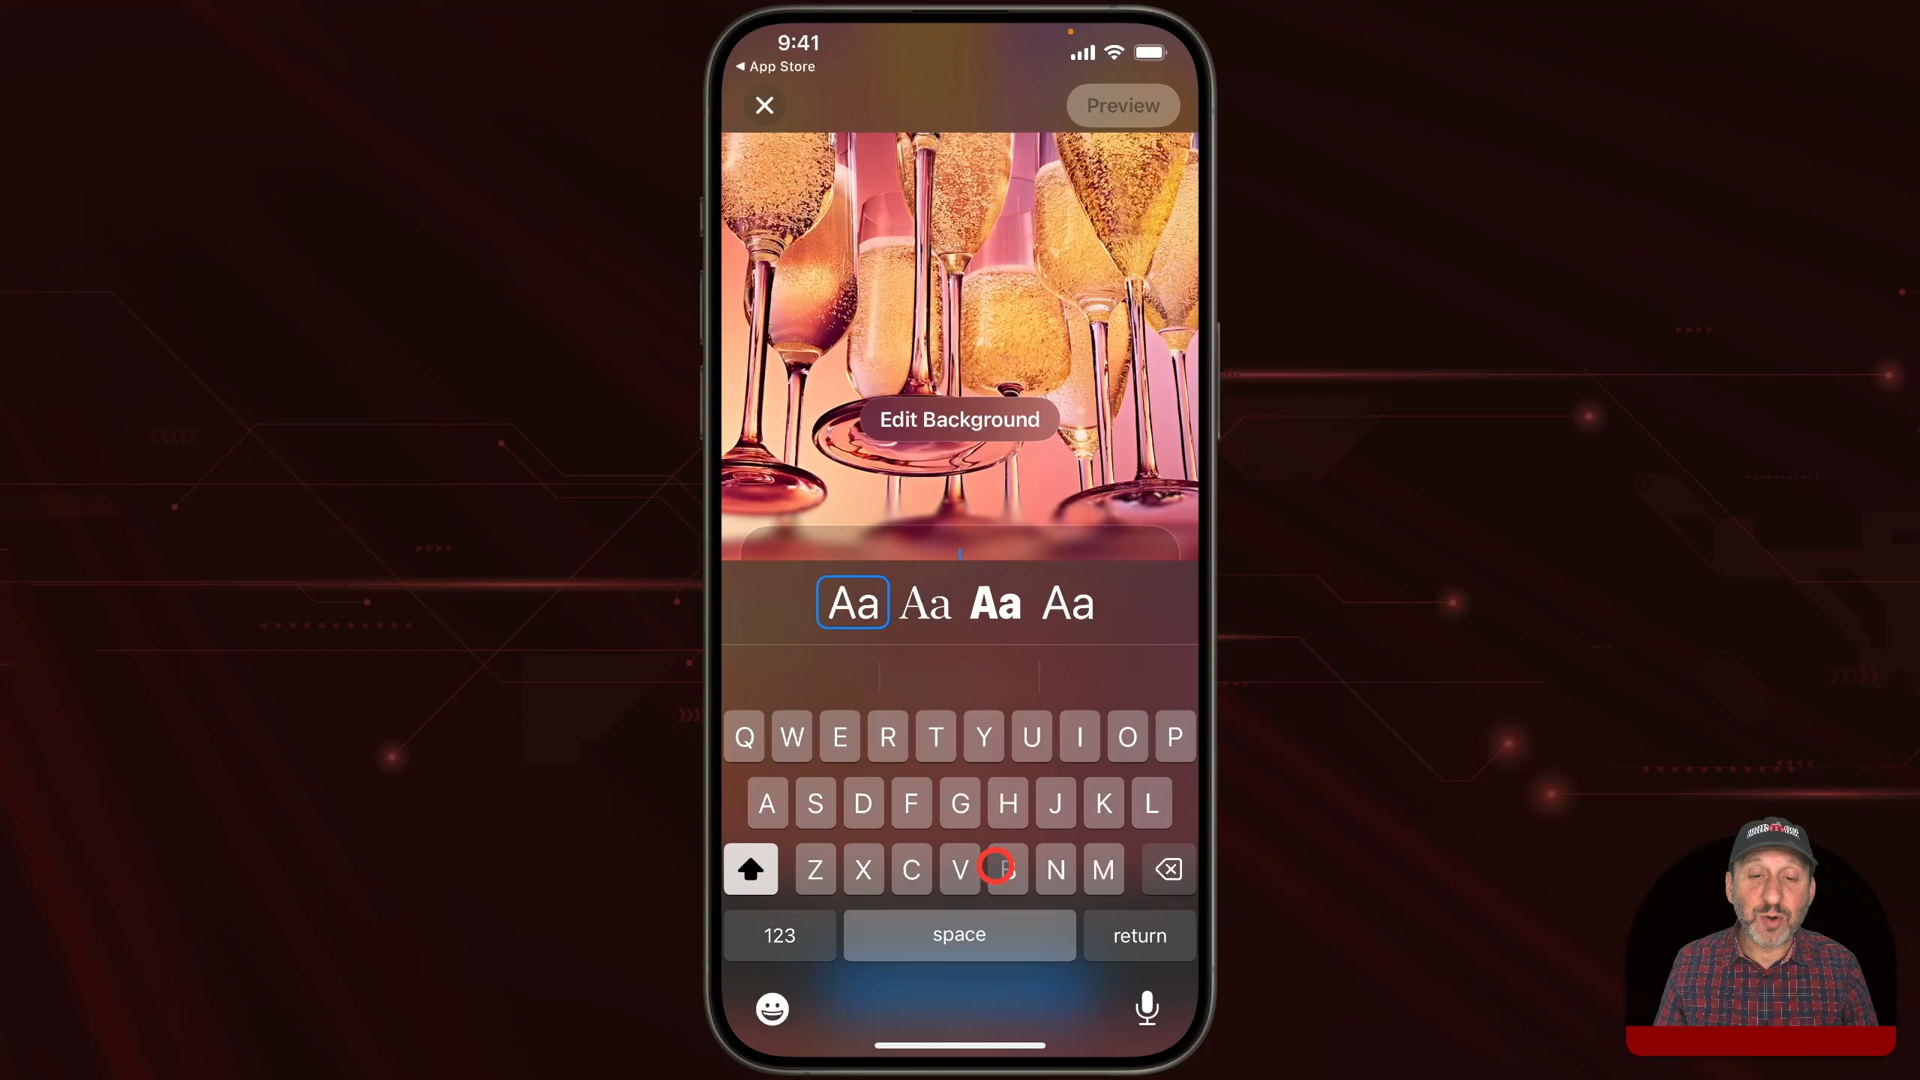 9:41
◀ App Store
Preview
Edit Background
Aa Aa Aa Aa
Q W E R T Y U I O P
A S D F G H J K L
Z X C V B N M
123 space return